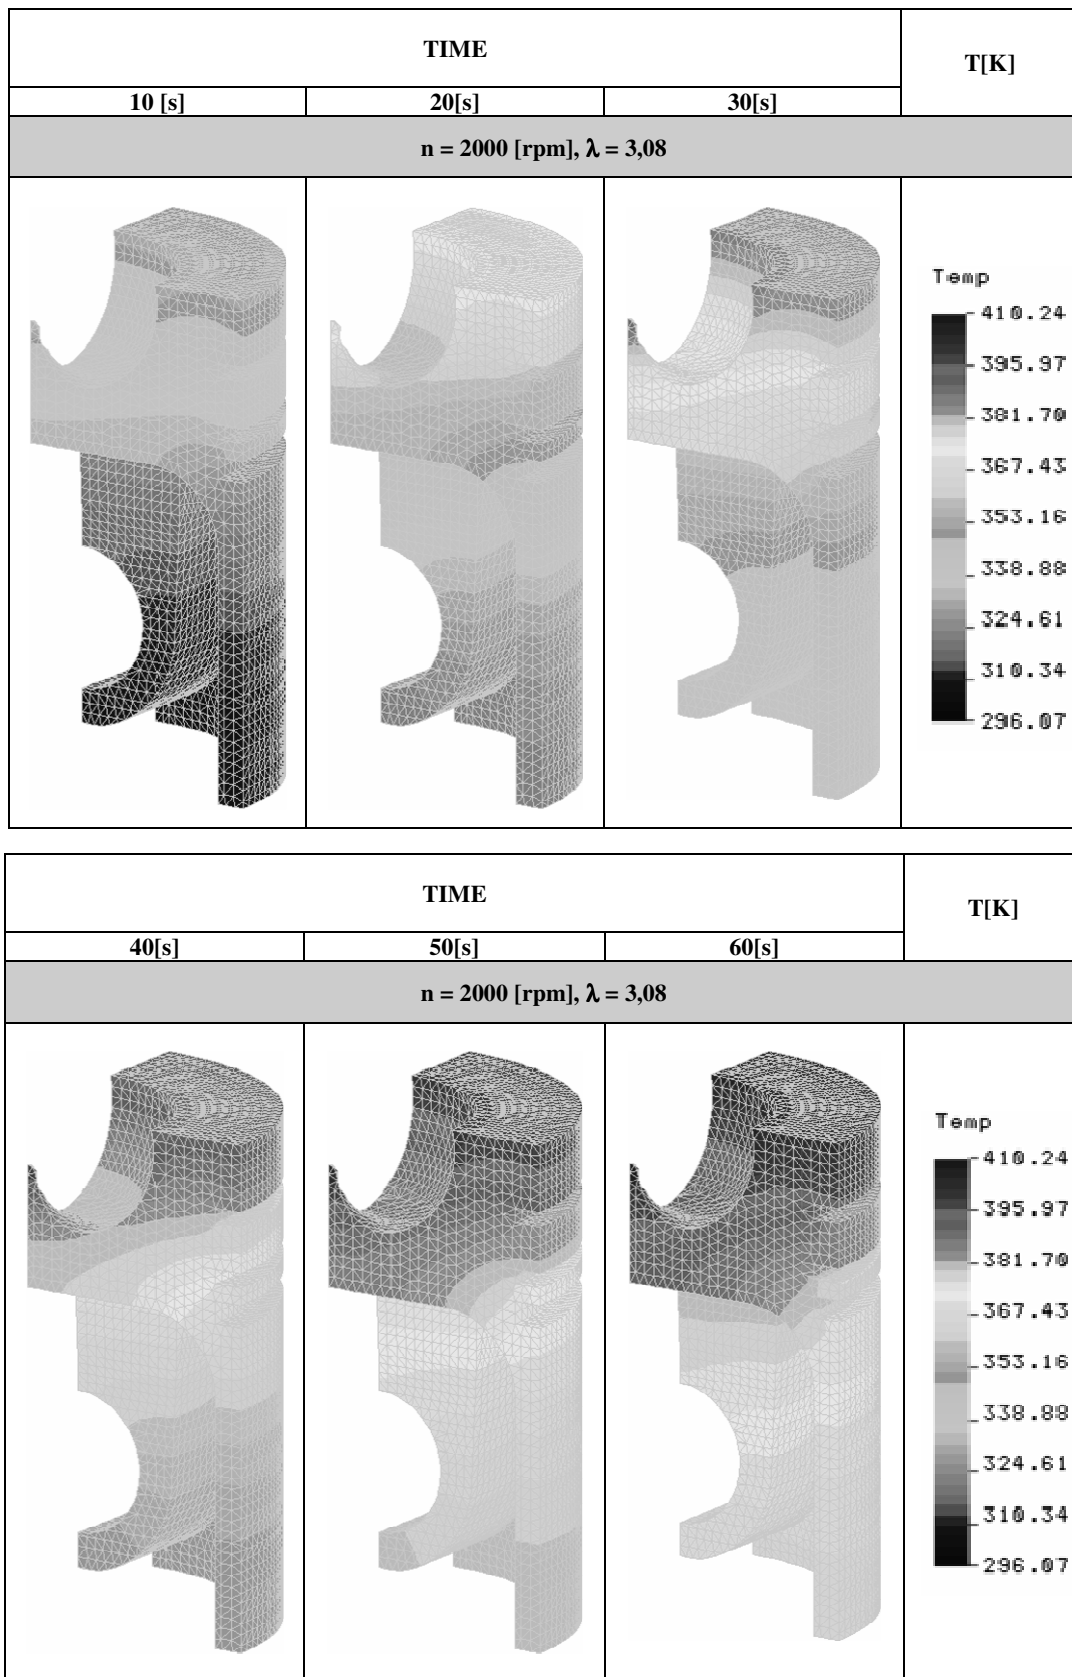 TIME
T[K]
10 [s]
20[s]
30[s]
n = 2000 [rpm], λ = 3,08
Temp
410.24
395.97
381.70
367.43
353.16
338.88
324.61
310.34
296.07
TIME
T[K]
40[s]
50[s]
60[s]
n = 2000 [rpm], λ = 3,08
Temp
410.24
395.97
381.70
367.43
353.16
338.88
324.61
310.34
296.07